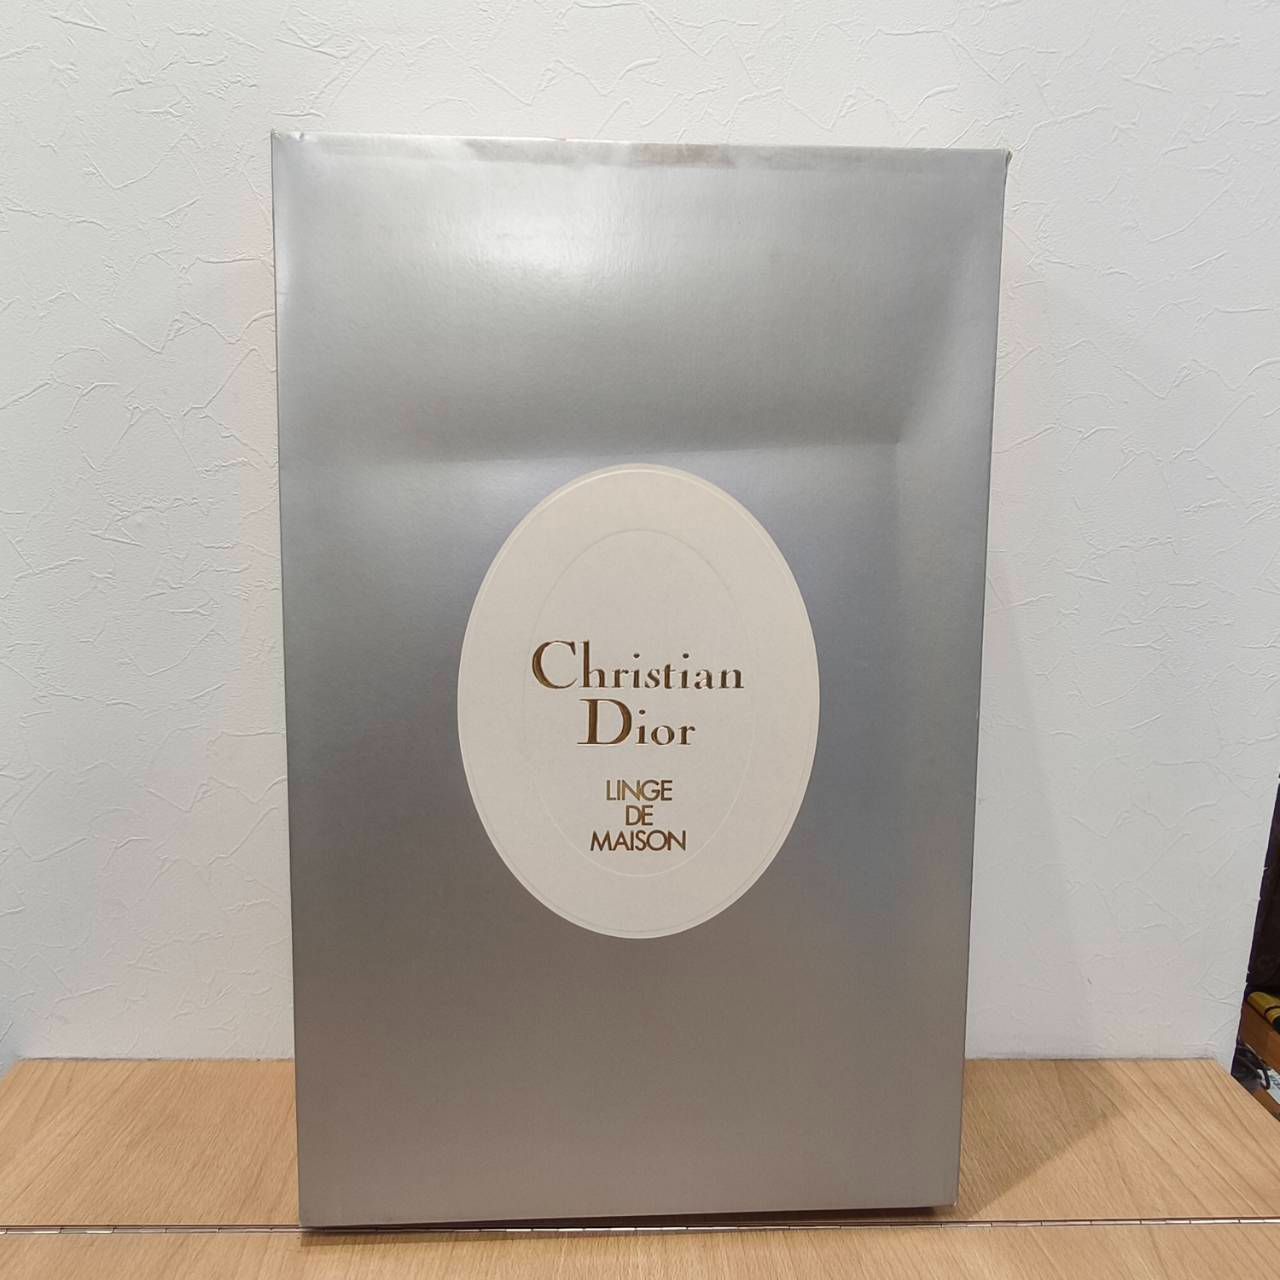 Christian
Dior
LINGE
DE
MAISON